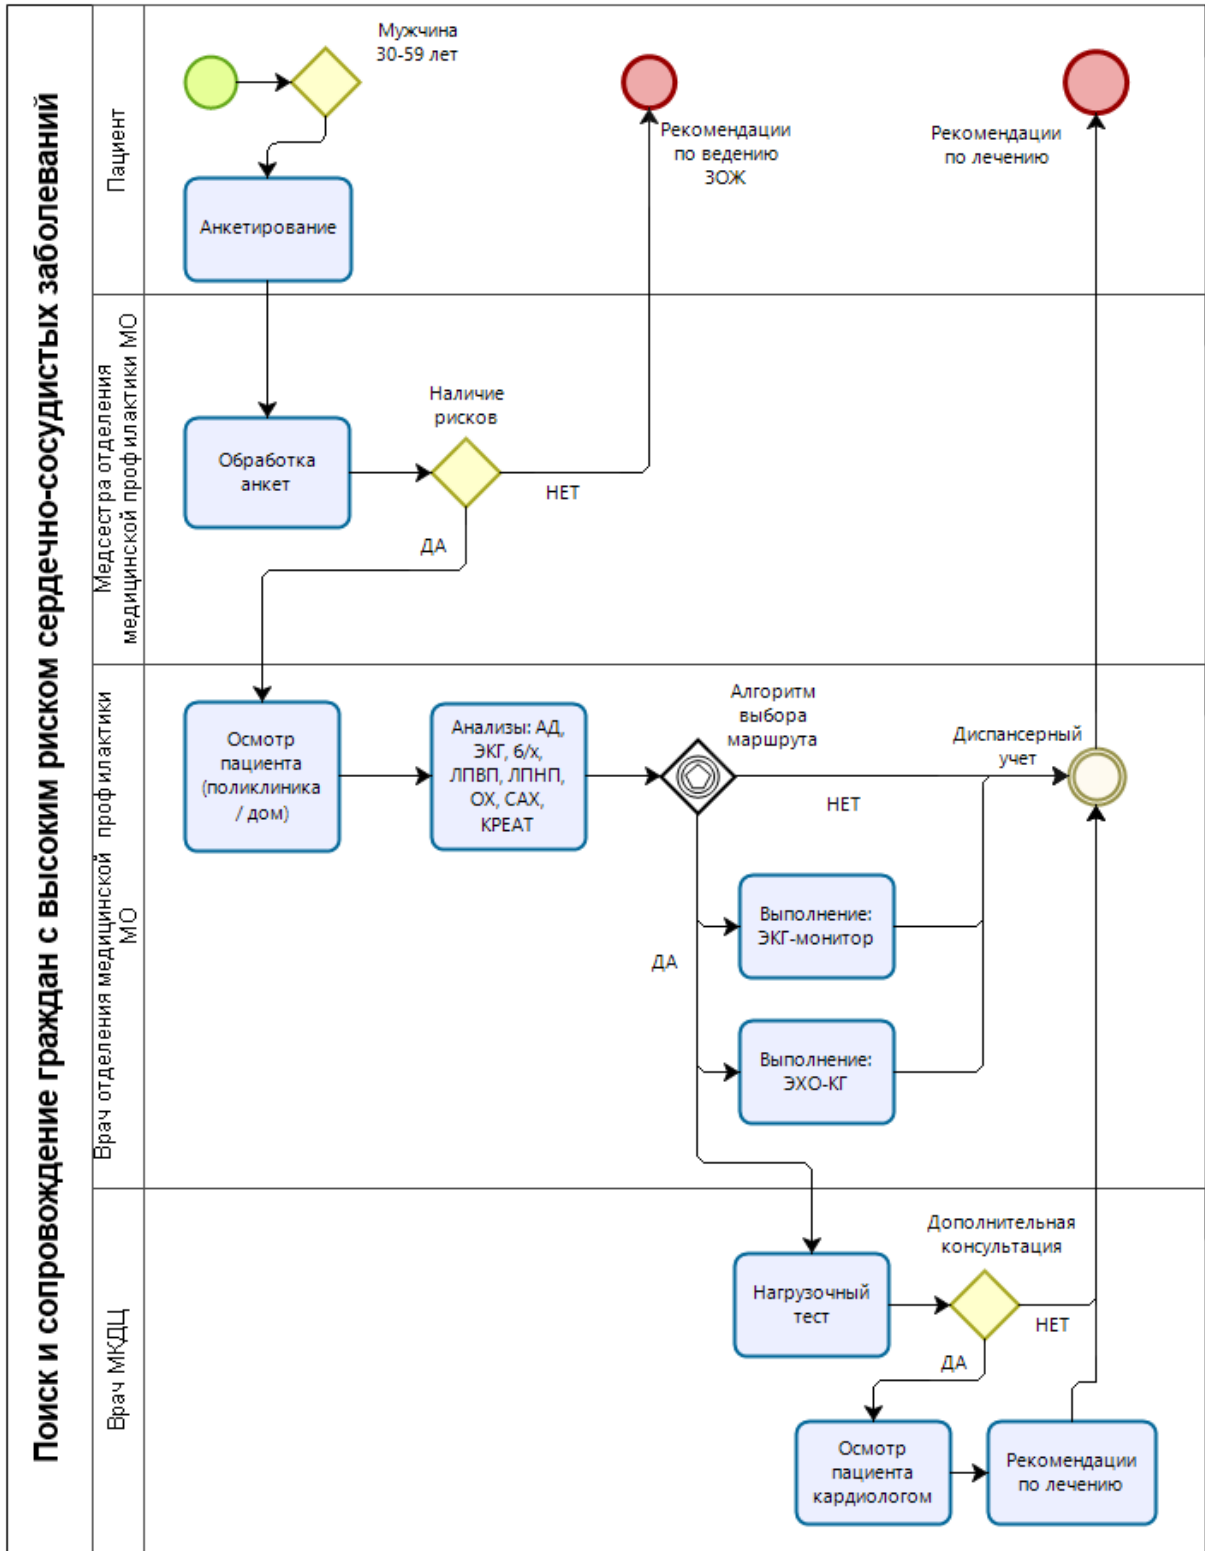 Поиск и сопровождение граждан с высоким риском сердечно-сосудистых заболеваний
Пациент
Мужчина
30-59 лет
Рекомендации
по ведению
ЗОЖ
Рекомендации
по лечению
Анкетирование
Медсестра отделения
медицинской профилактики МО
Обработка
анкет
Наличие
рисков
НЕТ
ДА
Врач отделения медицинской профилактики
МО
Осмотр
пациента
(поликлиника
/ дом)
Анализы: АД,
ЭКГ, б/х,
ЛПВП, ЛПНП,
ОХ, САХ,
КРЕАТ
Алгоритм
выбора
маршрута
НЕТ
Диспансерный
учет
ДА
Выполнение:
ЭКГ-монитор
Выполнение:
ЭХО-КГ
Врач МКДЦ
Нагрузочный
тест
Дополнительная
консультация
НЕТ
ДА
Осмотр
пациента
кардиологом
Рекомендации
по лечению